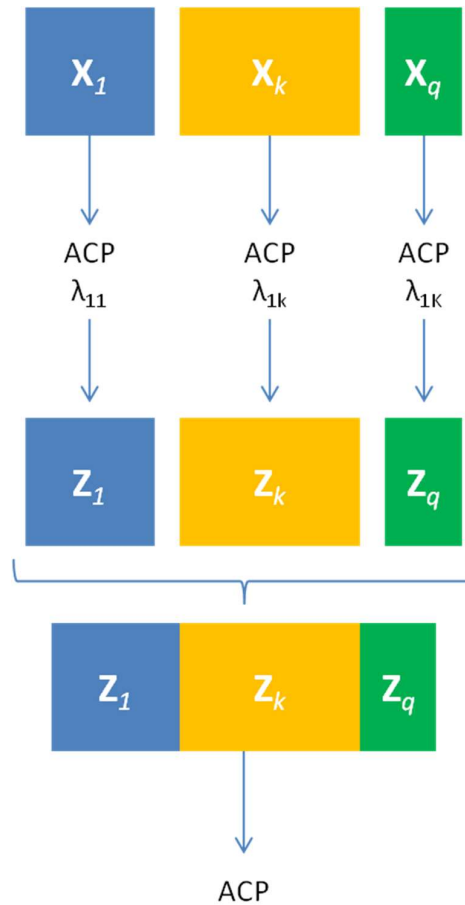 X1 Xk Xq
ACP ACP ACP
λ11 λ1k λ1K
Z1 Zk Zq
Z1 Zk Zq
ACP